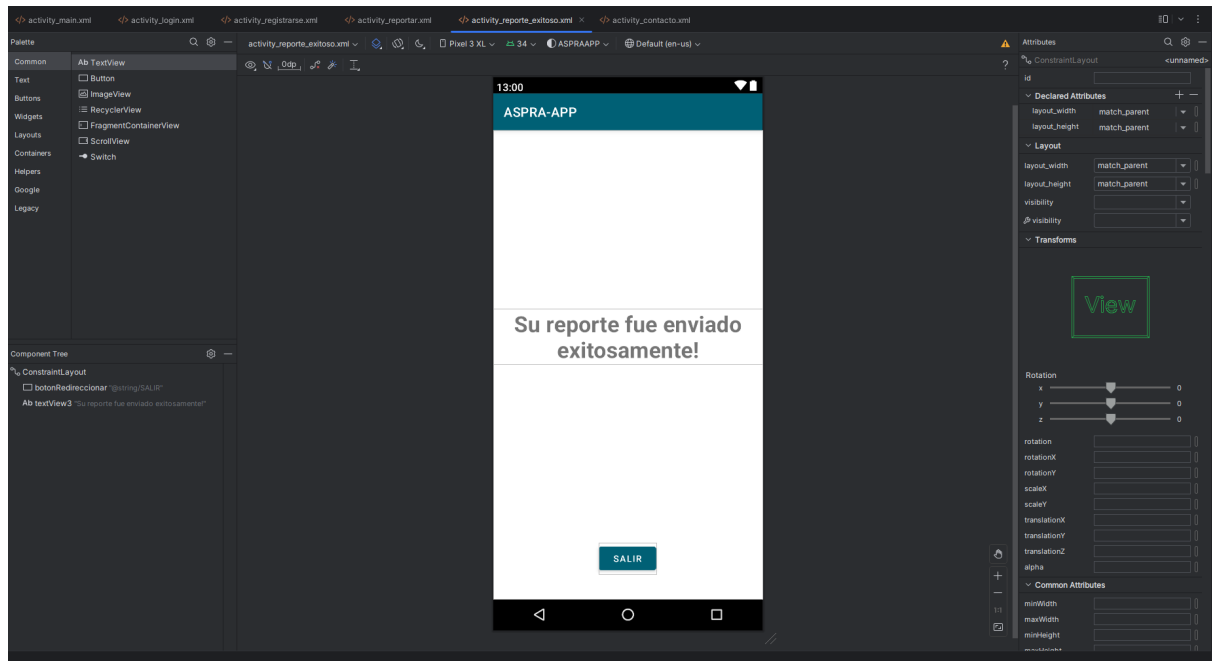 activity_main.xml
activity_login.xml
activity_registrarse.xml
activity_reportar.xml
activity_reporte_exitoso.xml
activity_contacto.xml
Palette
activity_reporte_exitoso.xml
Pixel 3 XL
34
ASPRAAPP
Default (en-us)
Attributes
Common
Text
Buttons
Widgets
Layouts
Containers
Helpers
Google
Legacy
Ab TextView
Button
ImageView
RecyclerView
FragmentContainerView
ScrollView
Switch
0dp
?
Component Tree
ConstraintLayout
botonRedireccionar "@string/SALIR"
Ab textView3 "Su reporte fue enviado exitosamente!"
13:00
ASPRA-APP
Su reporte fue enviado
exitosamente!
SALIR
1:1
ConstraintLayout <unnamed>
id
Declared Attributes
layout_width match_parent
layout_height match_parent
Layout
layout_width match_parent
layout_height match_parent
visibility
visibility
Transforms
View
Rotation
x 0
y 0
z 0
rotation
rotationX
rotationY
scaleX
scaleY
translationX
translationY
translationZ
alpha
Common Attributes
minWidth
maxWidth
minHeight